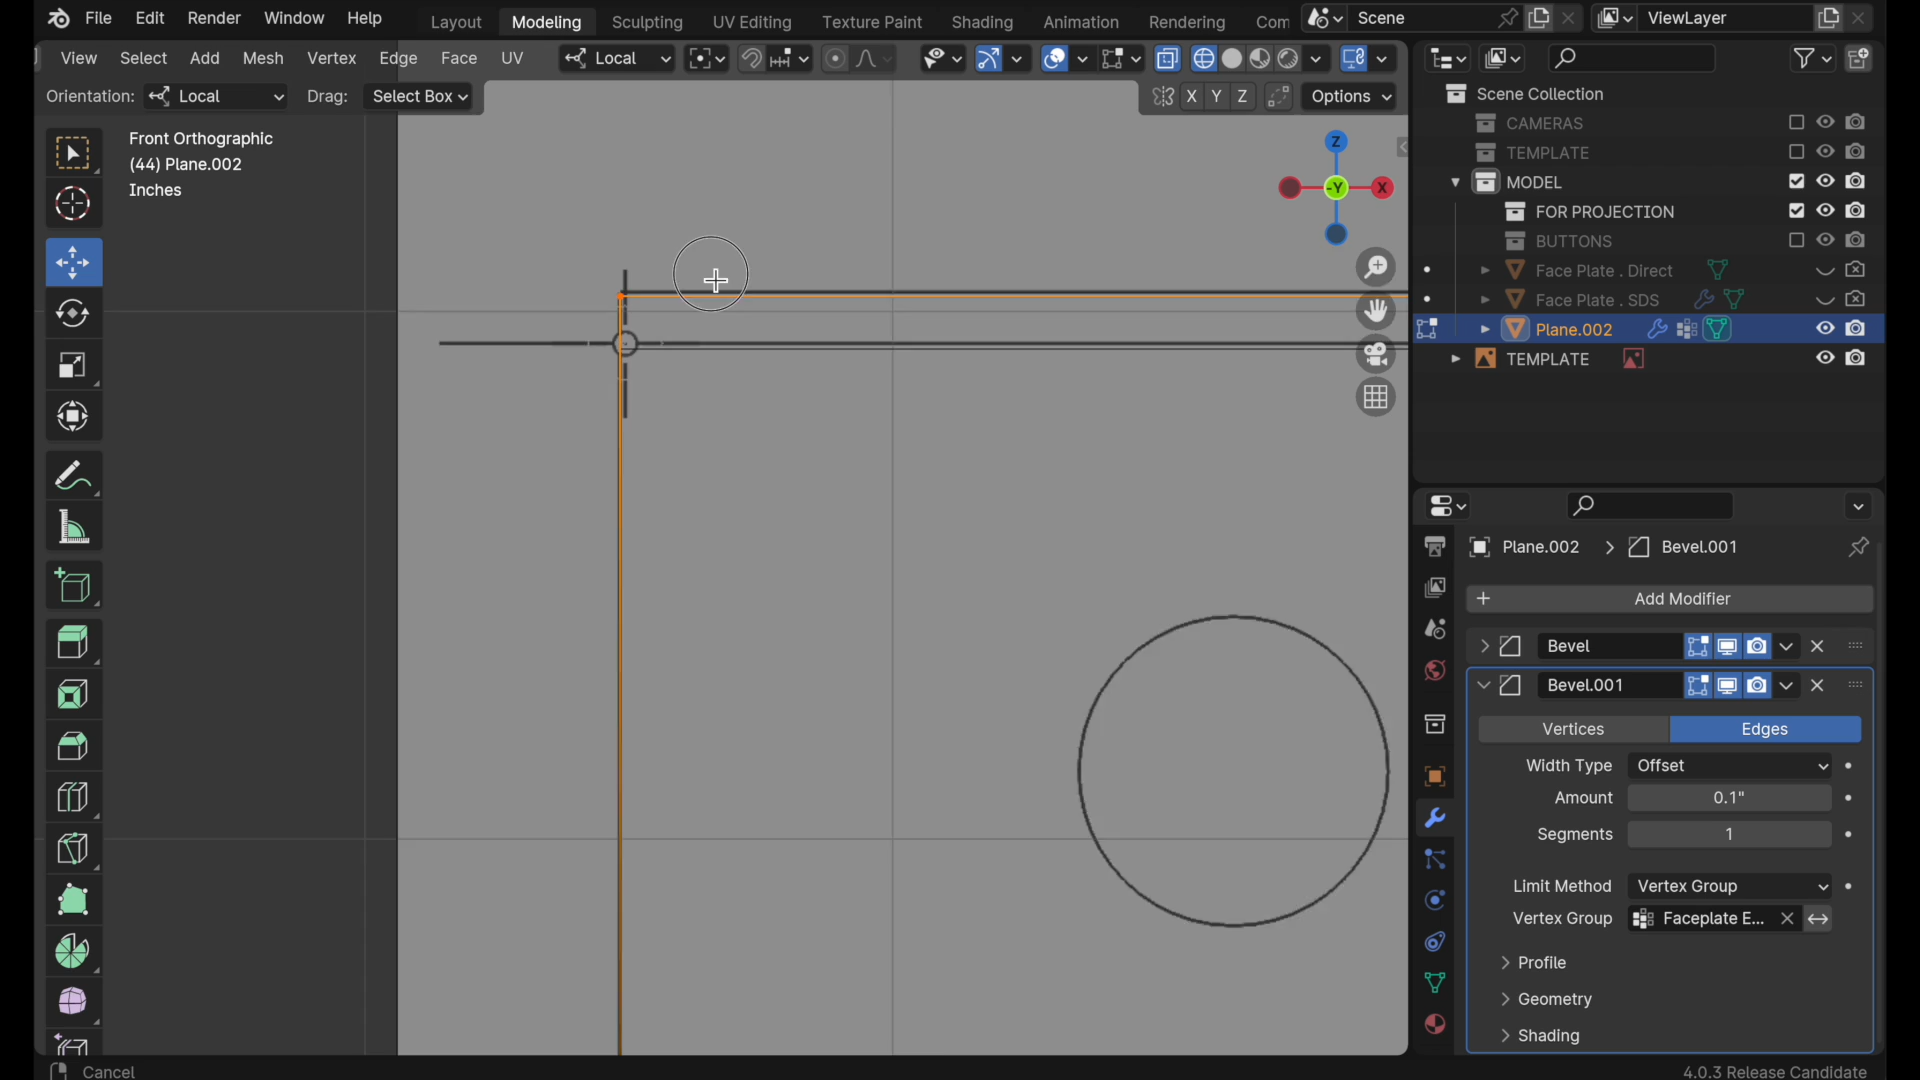 File Edit Render Window Help Layout Modeling Sculpting UV Editing Texture Paint Shading Animation Rendering Com Scene ViewLayer
View Select Add Mesh Vertex Edge Face UV Local
Orientation: Local Drag: Select Box X Y Z Options
Front Orthographic
(44) Plane.002
Inches
Z
-Y
X
Scene Collection
CAMERAS
TEMPLATE
MODEL
FOR PROJECTION
BUTTONS
Face Plate . Direct
Face Plate . SDS
Plane.002
TEMPLATE
Plane.002 Bevel.001
Add Modifier
Bevel
Bevel.001
Vertices Edges
Width Type Offset
Amount 0.1"
Segments 1
Limit Method Vertex Group
Vertex Group Faceplate E...
Profile
Geometry
Shading
Cancel 4.0.3 Release Candidate